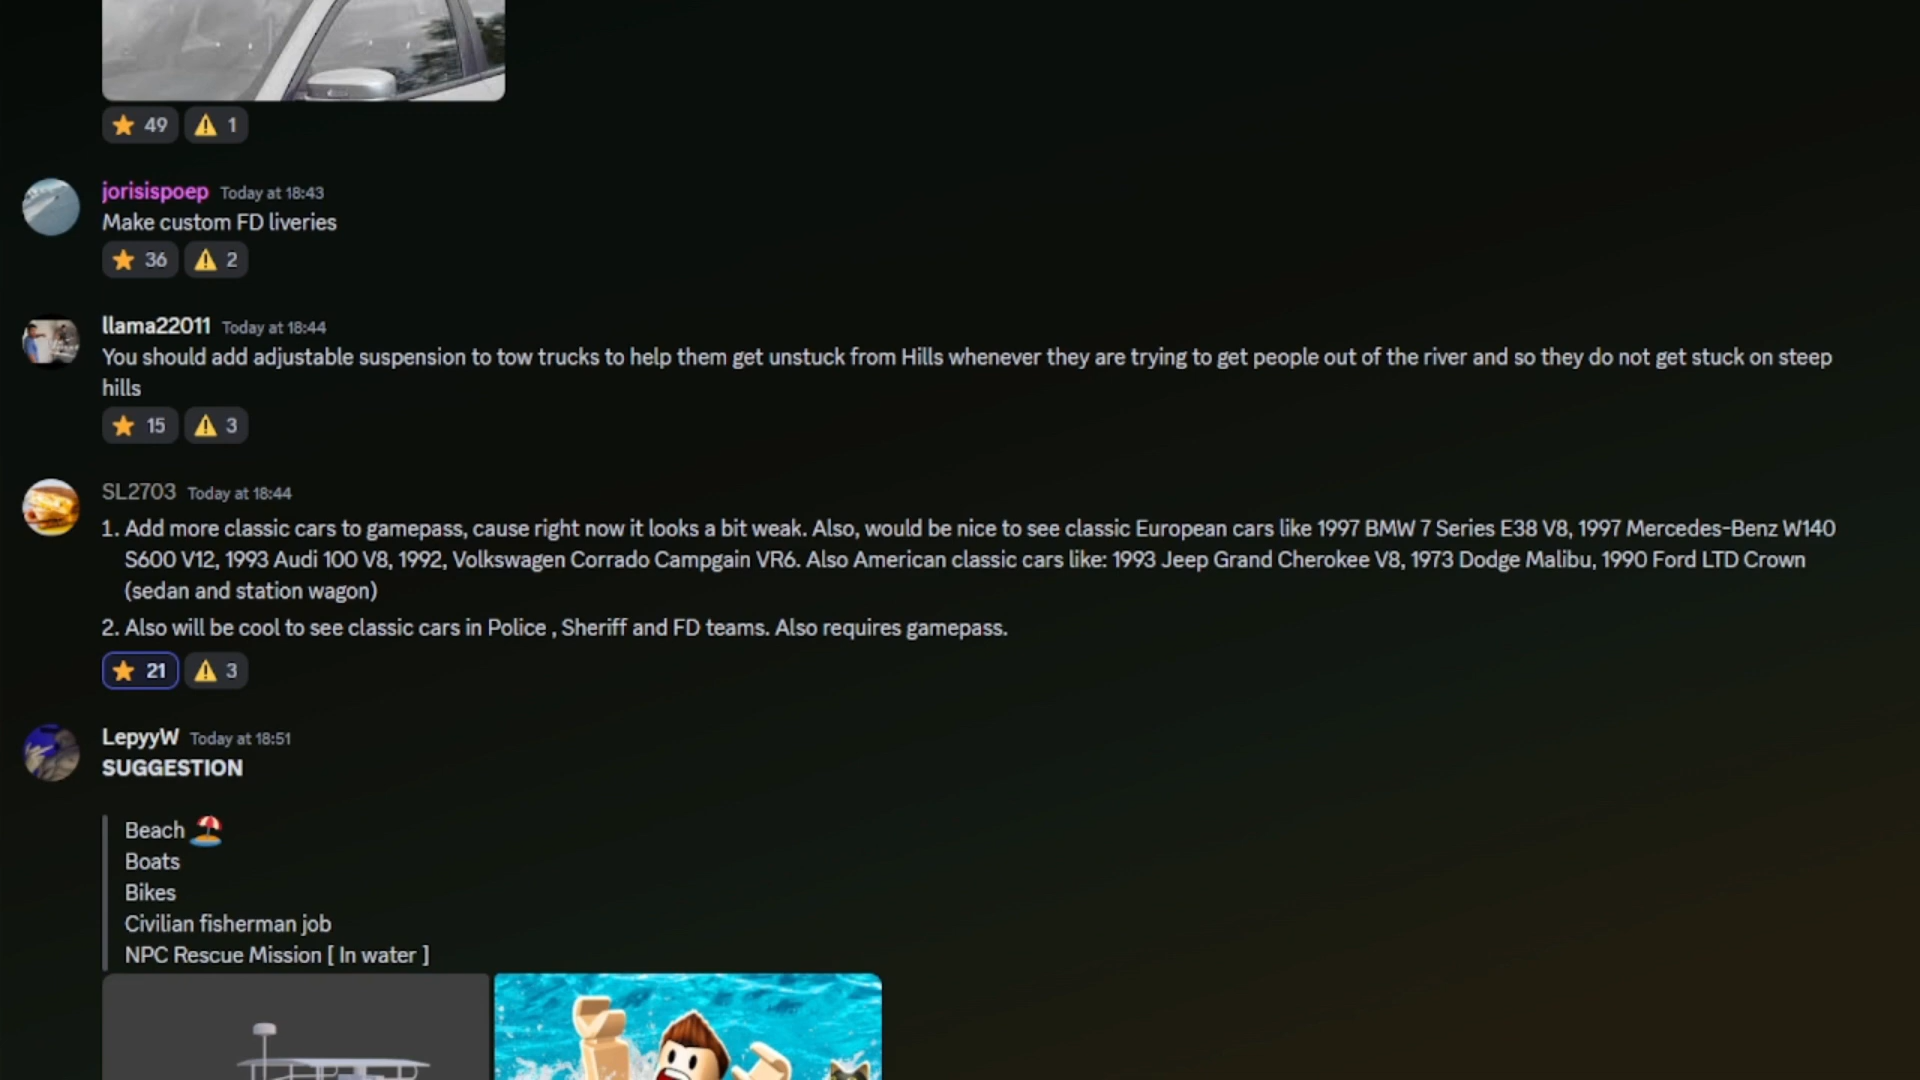 49 1
jorisispoep Today at 18:43
Make custom FD liveries
36 2
llama22011 Today at 18:44
You should add adjustable suspension to tow trucks to help them get unstuck from Hills whenever they are trying to get people out of the river and so they do not get stuck on steep
hills
15 3
SL2703 Today at 18:44
1. Add more classic cars to gamepass, cause right now it looks a bit weak. Also, would be nice to see classic European cars like 1997 BMW 7 Series E38 V8, 1997 Mercedes-Benz W140
S600 V12, 1993 Audi 100 V8, 1992, Volkswagen Corrado Campgain VR6. Also American classic cars like: 1993 Jeep Grand Cherokee V8, 1973 Dodge Malibu, 1990 Ford LTD Crown
(sedan and station wagon)
2. Also will be cool to see classic cars in Police , Sheriff and FD teams. Also requires gamepass.
21 3
LepyyW Today at 18:51
SUGGESTION
Beach
Boats
Bikes
Civilian fisherman job
NPC Rescue Mission [ In water ]